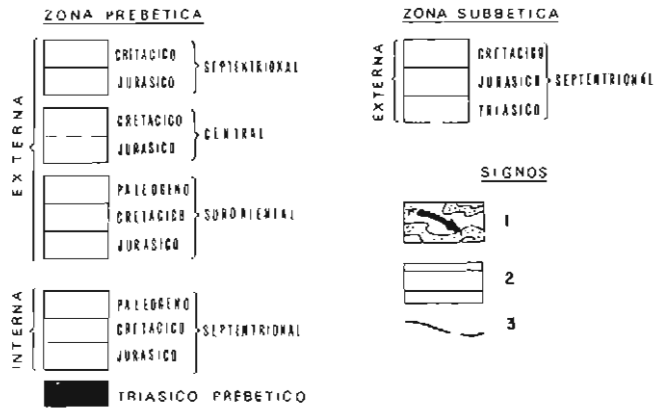 ZONA PREBETICA
EXTERNA
CRETACICO
JURASICO
SEPTENTRIONAL
CRETACICO
JURASICO
CENTRAL
PALEOGENO
CRETACICO
JURASICO
SURORIENTAL
INTERNA
PALEOGENO
CRETACICO
JURASICO
SEPTENTRIONAL
TRIASICO PREBETICO
ZONA SUBBETICA
EXTERNA
CRETACICO
JURASICO
TRIASICO
SEPTENTRIONAL
SIGNOS
1
2
3